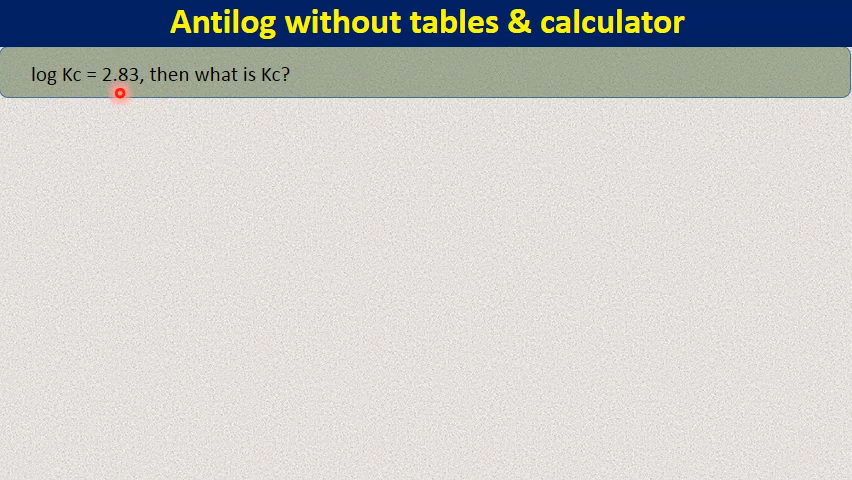 Antilog without tables & calculator
log Kc = 2.83, then what is Kc?